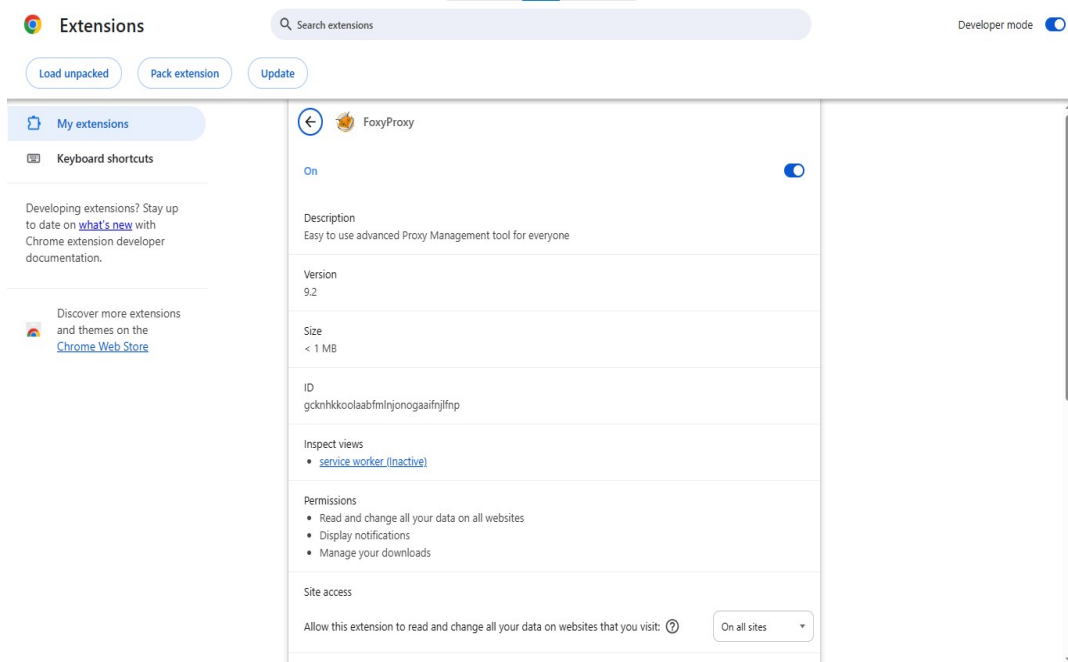 Extensions
Search extensions
Developer mode
Load unpacked
Pack extension
Update
My extensions
Keyboard shortcuts
Developing extensions? Stay up
to date on what's new with
Chrome extension developer
documentation.
Discover more extensions
and themes on the
Chrome Web Store
FoxyProxy
On
Description
Easy to use advanced Proxy Management tool for everyone
Version
9.2
Size
< 1 MB
ID
gcknhkkoolaabfmlnjonogaaifnjlfnp
Inspect views
• service worker (Inactive)
Permissions
• Read and change all your data on all websites
• Display notifications
• Manage your downloads
Site access
Allow this extension to read and change all your data on websites that you visit:
On all sites